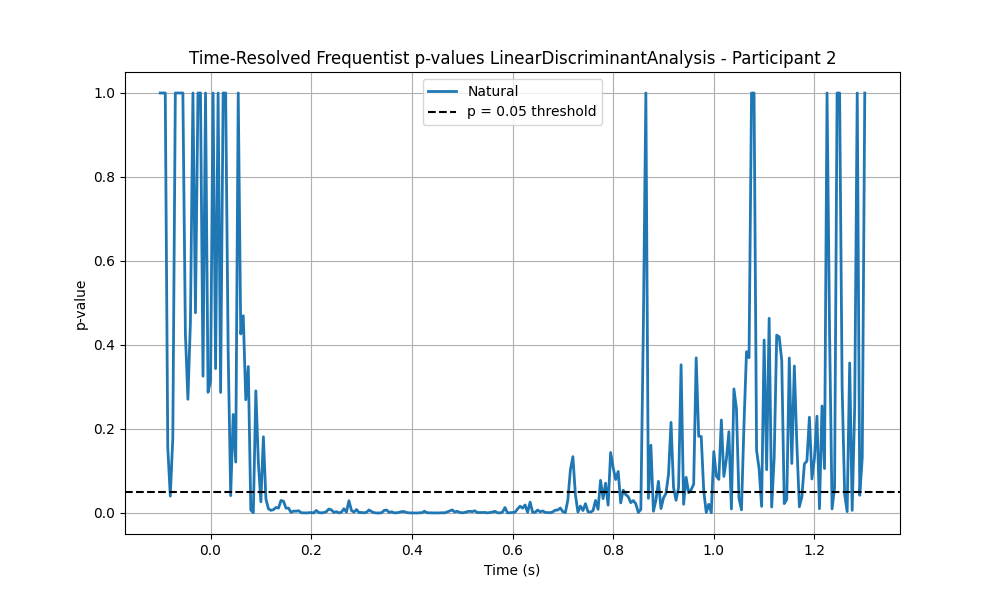 Time-Resolved Frequentist p-values LinearDiscriminantAnalysis - Participant 2
Natural
p = 0.05 threshold
p-value
1.0
0.8
0.6
0.4
0.2
0.0
0.0 0.2 0.4 0.6 0.8 1.0 1.2
Time (s)